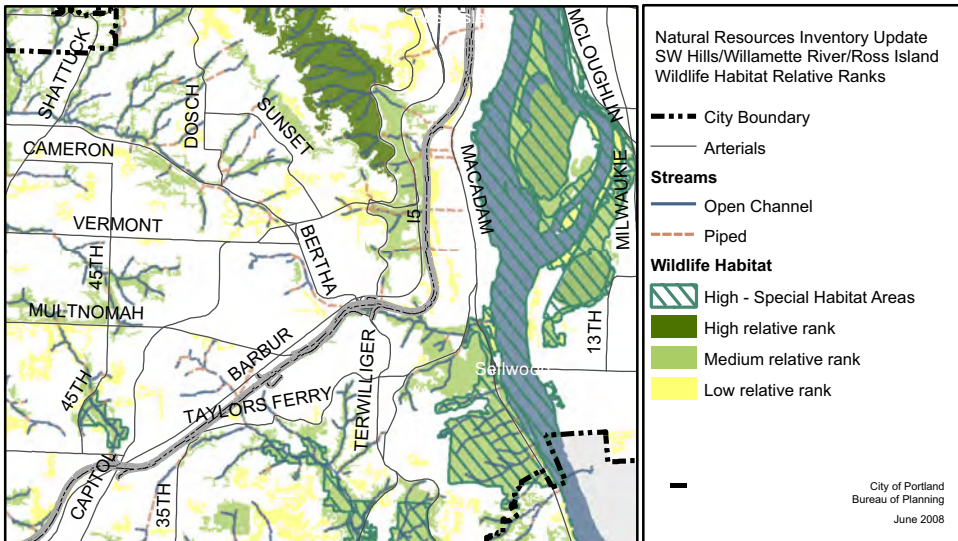 SHATTUCK
DOSCH
SUNSET
CAMERON
VERMONT
BERTHA
I5
MACADAM
MCLOUGHLIN
MILWAUKIE
45TH
MULTNOMAH
BARBUR
13TH
45TH
TAYLORS FERRY
TERWILLIGER
Sellwood
CAPITOL
35TH
Natural Resources Inventory Update
SW Hills/Willamette River/Ross Island
Wildlife Habitat Relative Ranks
City Boundary
Arterials
Streams
Open Channel
Piped
Wildlife Habitat
High - Special Habitat Areas
High relative rank
Medium relative rank
Low relative rank
City of Portland
Bureau of Planning
June 2008